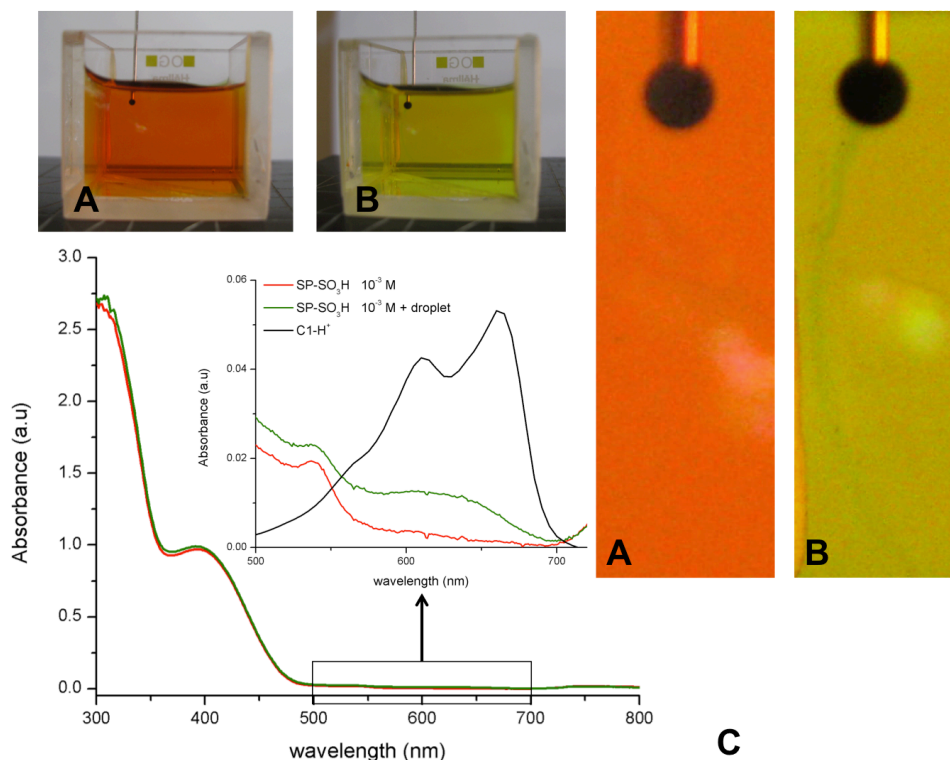 OG
A
B
A
B
3.0
2.5
2.0
1.5
1.0
0.5
0.0
300
400
500
600
700
800
Absorbance (a.u)
wavelength (nm)
0.06
0.04
0.02
0.00
500
600
700
Absorbance (a.u)
wavelength (nm)
SP-SO₃H 10⁻³ M
SP-SO₃H 10⁻³ M + droplet
C1-H⁺
C